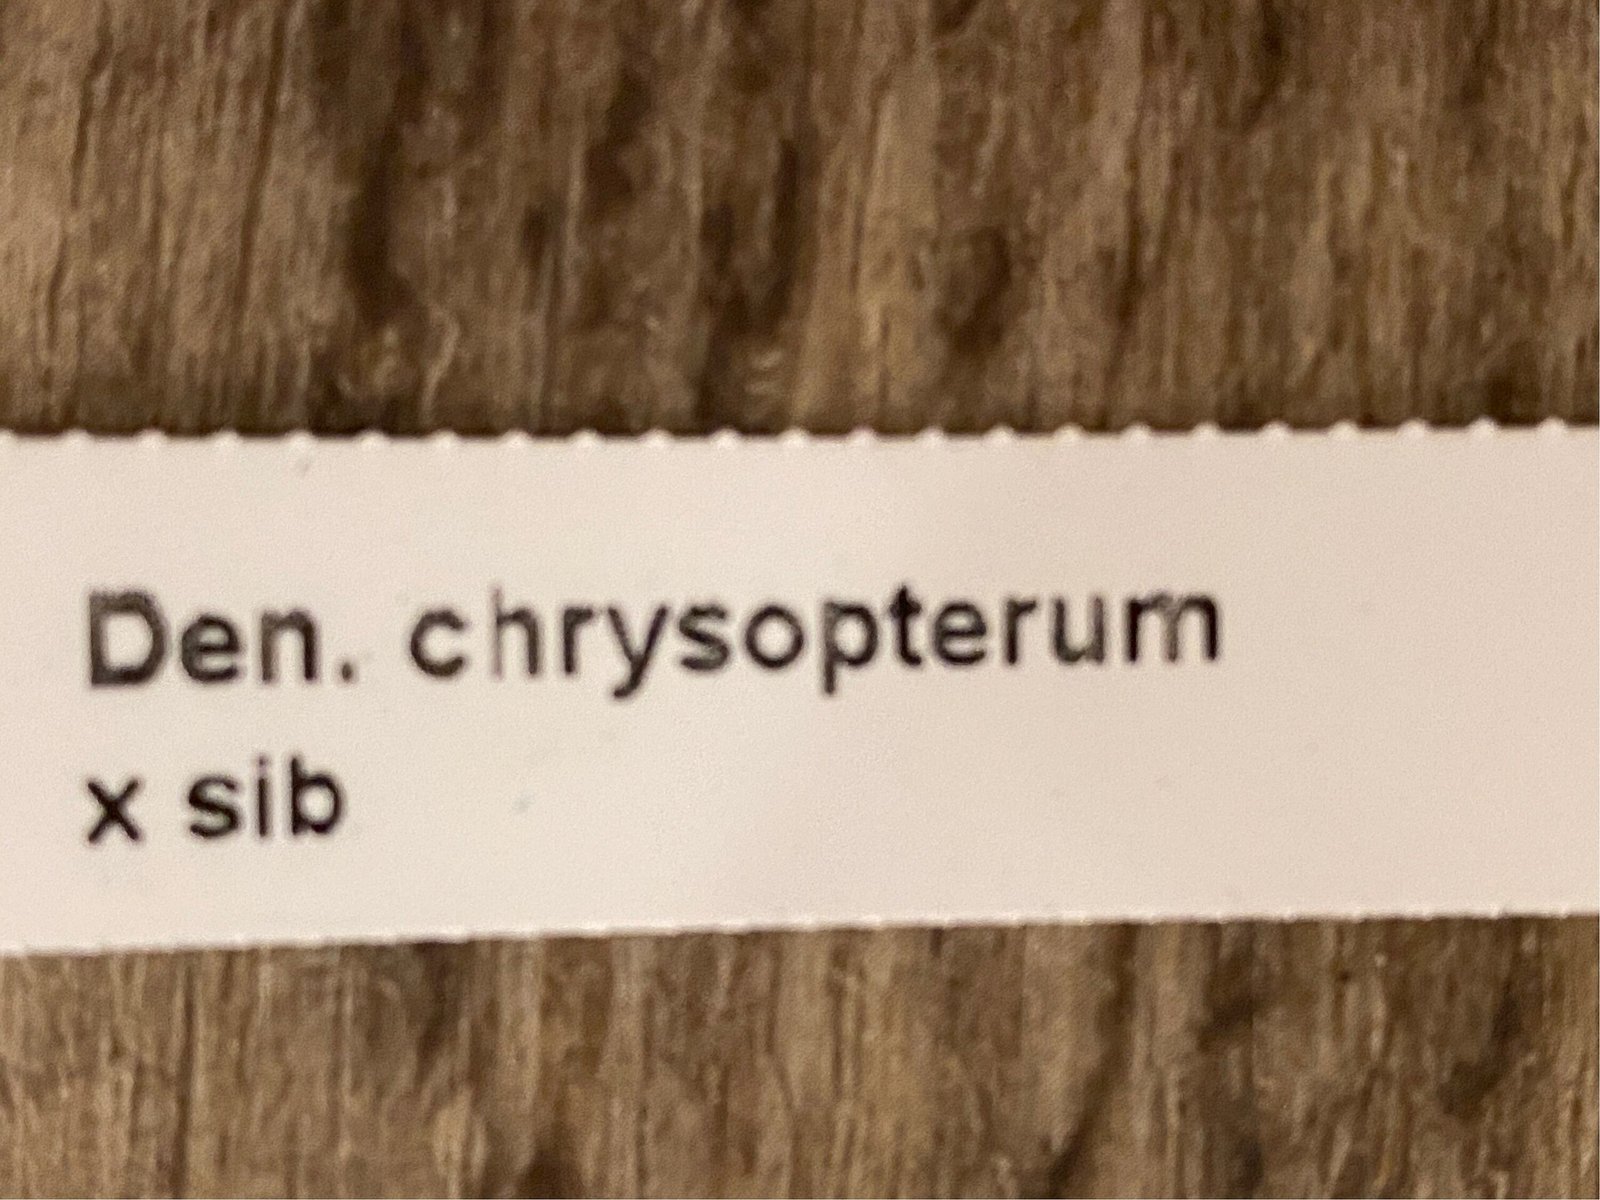 Den. chrysopterum
x sib